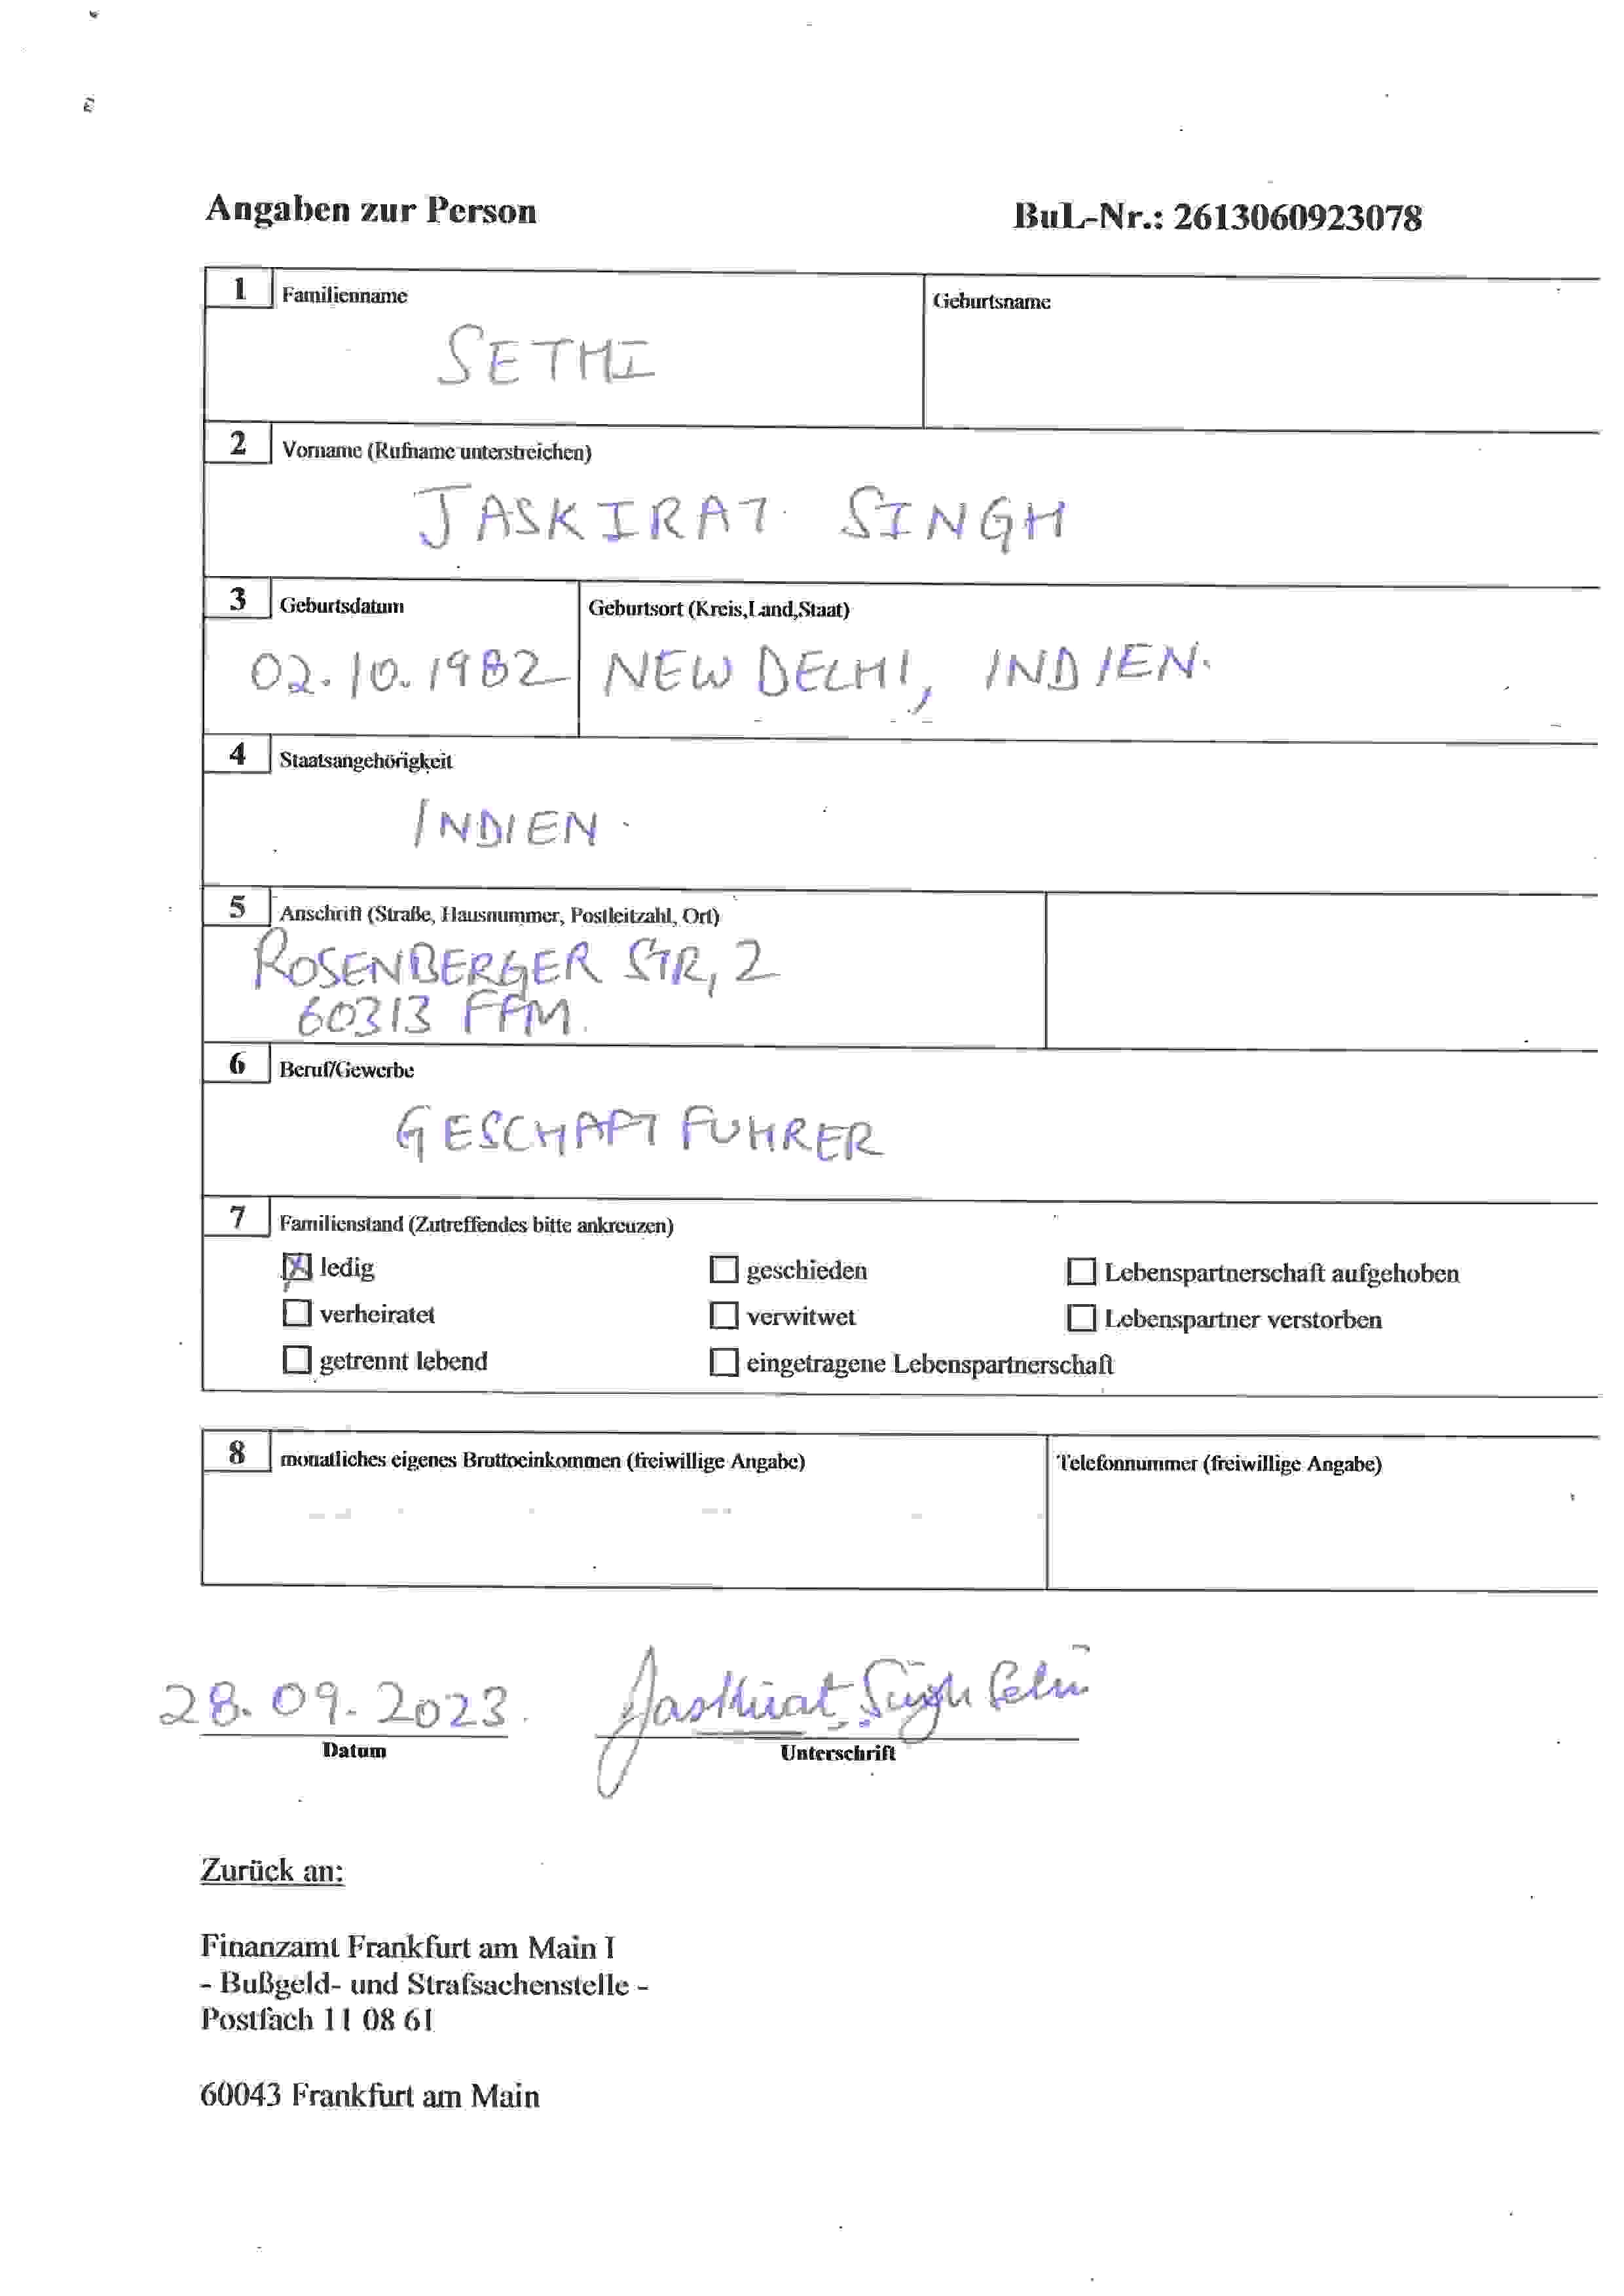 Angaben zur Person
BuL-Nr.: 2613060923078
1 Familienname
SETHI
Geburtsname
2 Vorname (Rufname unterstreichen)
JASKIRAT SINGH
3 Geburtsdatum
02.10.1982
Geburtsort (Kreis,Land,Staat)
NEW DELHI, INDIEN.
4 Staatsangehörigkeit
INDIEN
5 Anschrift (Straße, Hausnummer, Postleitzahl, Ort)
ROSENBERGER STR, 2
60313 FFM.
6 Beruf/Gewerbe
GESCHAFT FUHRER
7 Familienstand (Zutreffendes bitte ankreuzen)
ledig
geschieden
Lebenspartnerschaft aufgehoben
verheiratet
verwitwet
Lebenspartner verstorben
getrennt lebend
eingetragene Lebenspartnerschaft
8 monatliches eigenes Bruttoeinkommen (freiwillige Angabe)
Telefonnummer (freiwillige Angabe)
28.09.2023. Jaskirat Singh Sethi
Datum
Unterschrift
Zurück an:
Finanzamt Frankfurt am Main I
- Bußgeld- und Strafsachenstelle -
Postfach 11 08 61
60043 Frankfurt am Main